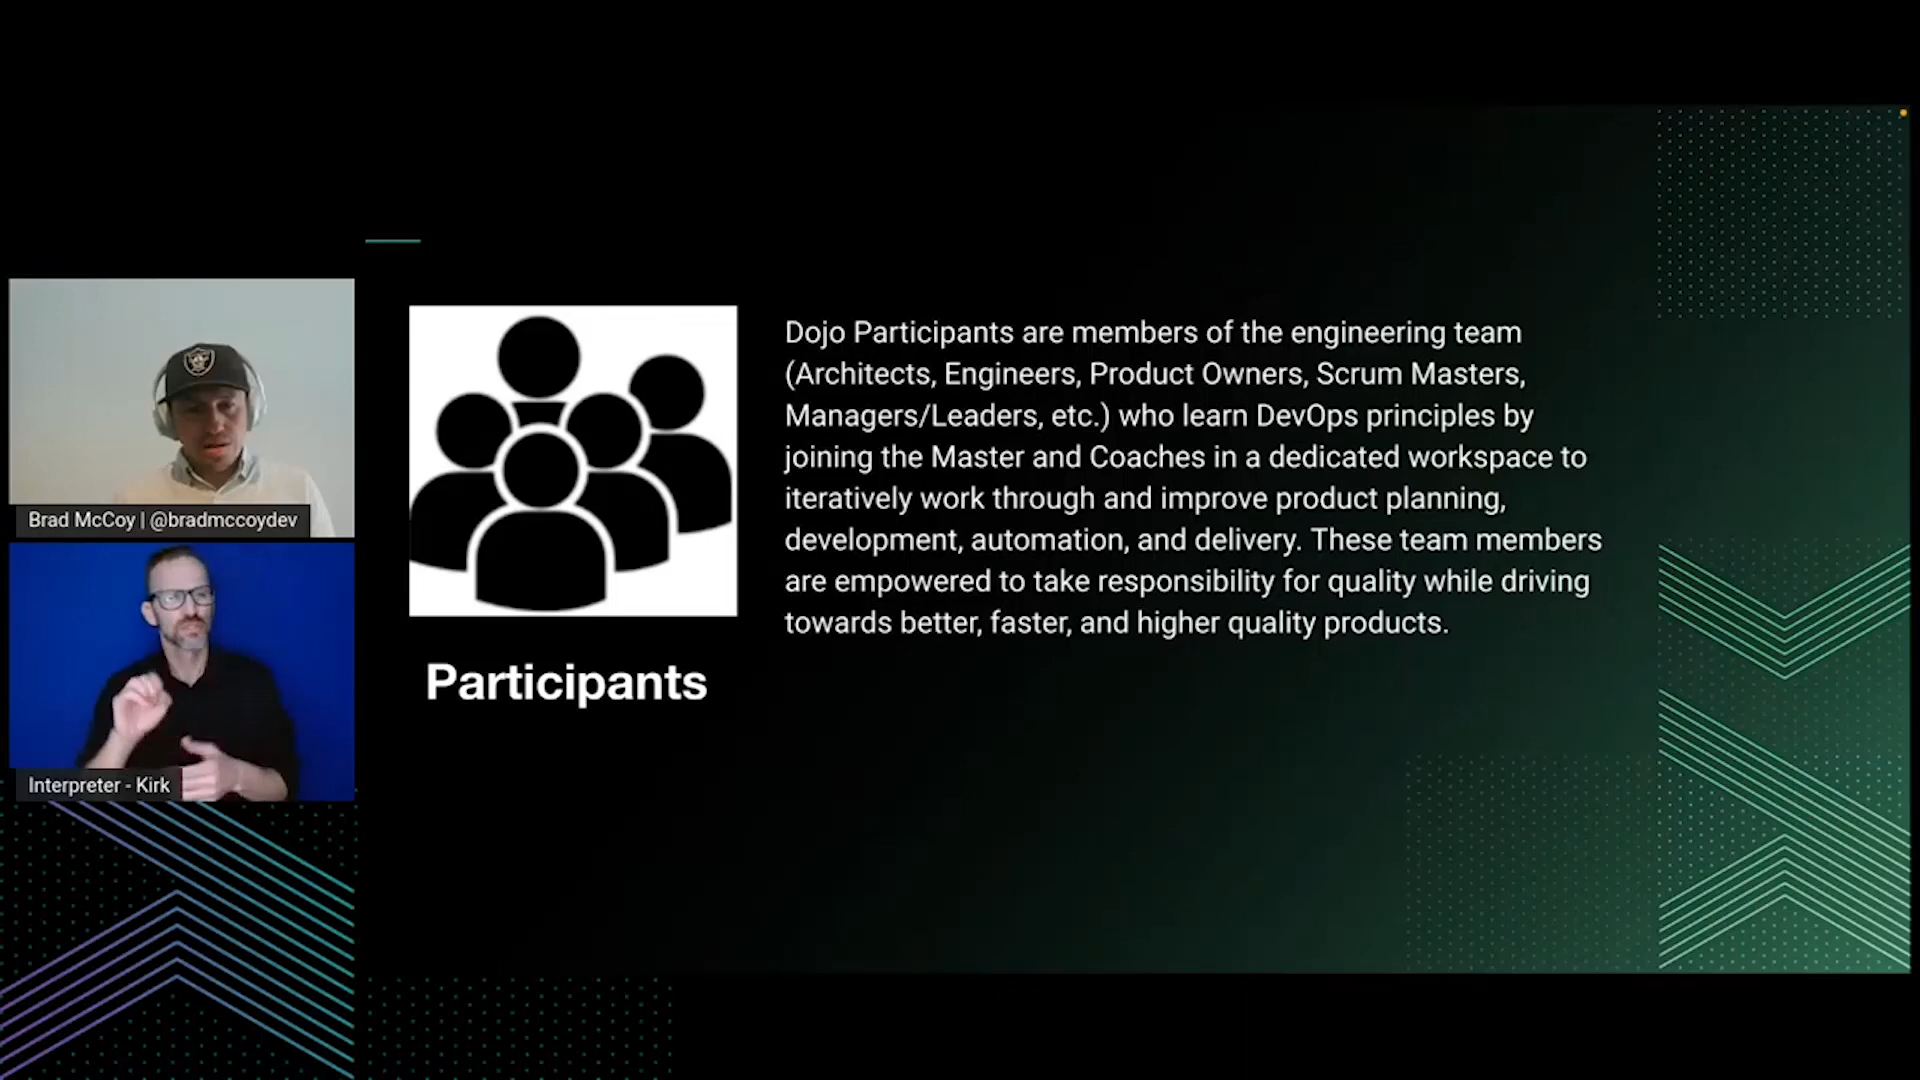 Brad McCoy | @bradmccoydev
Interpreter - Kirk
Participants
Dojo Participants are members of the engineering team
(Architects, Engineers, Product Owners, Scrum Masters,
Managers/Leaders, etc.) who learn DevOps principles by
joining the Master and Coaches in a dedicated workspace to
iteratively work through and improve product planning,
development, automation, and delivery. These team members
are empowered to take responsibility for quality while driving
towards better, faster, and higher quality products.